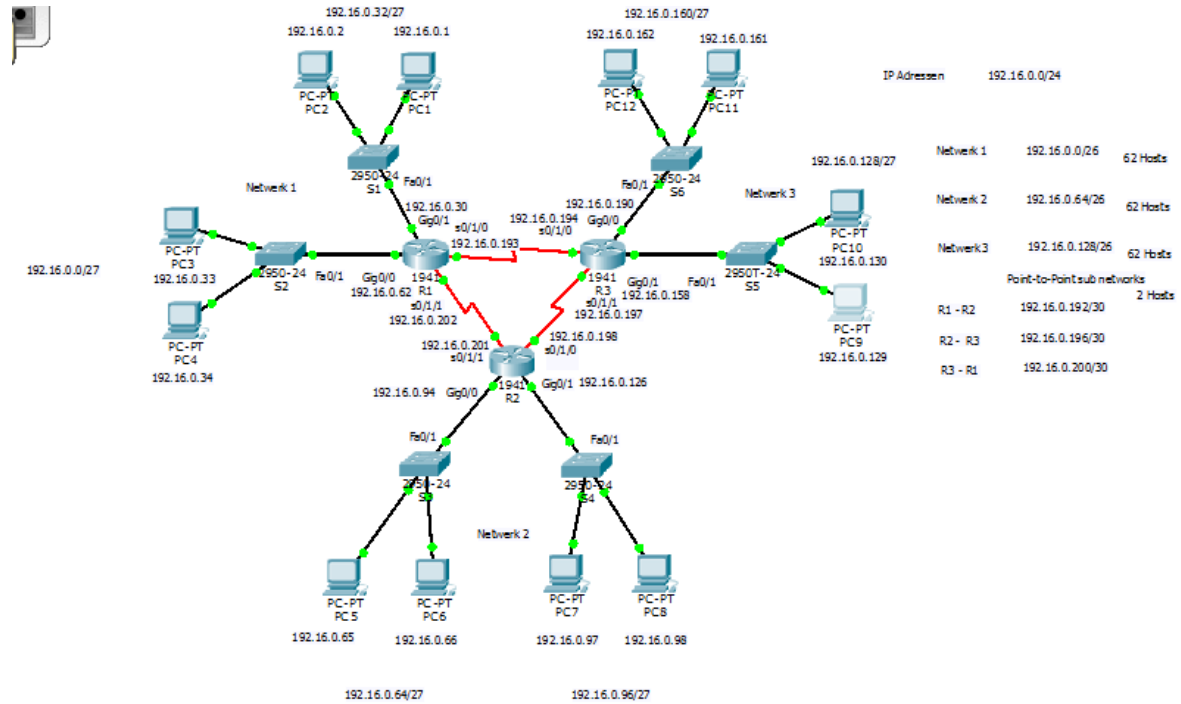 192.16.0.32/27
192.16.0.2
192.16.0.1
PC-PT
PC2
PC-PT
PC1
2950-24
S1
Fa0/1
192.16.0.30
Gig0/1
s0/1/0
192.16.0.193
Netwerk 1
192.16.0.0/27
PC-PT
PC3
192.16.0.33
PC-PT
PC4
192.16.0.34
2950-24
S2
Fa0/1
Gig0/0
192.16.0.62
1941
R1
s0/1/1
192.16.0.202
192.16.0.160/27
192.16.0.162
192.16.0.161
PC-PT
PC12
PC-PT
PC11
2950-24
S6
Fa0/1
192.16.0.190
192.16.0.194
Gig0/0
s0/1/0
1941
R3
Gig0/1
192.16.0.158
s0/1/1
192.16.0.197
Netwerk 3
192.16.0.128/27
Fa0/1
2950T-24
S5
PC-PT
PC10
192.16.0.130
PC-PT
PC9
192.16.0.129
192.16.0.201
s0/1/1
192.16.0.198
s0/1/0
1941
R2
192.16.0.94
Gig0/0
Gig0/1
192.16.0.126
Fa0/1
2950-24
Fa0/1
2950-24
S4
Netwerk 2
PC-PT
PC5
192.16.0.65
PC-PT
PC6
192.16.0.66
PC-PT
PC7
192.16.0.97
PC-PT
PC8
192.16.0.98
192.16.0.64/27
192.16.0.96/27
IP Adressen 192.16.0.0/24
Netwerk 1 192.16.0.0/26 62 Hosts
Netwerk 2 192.16.0.64/26 62 Hosts
Netwerk3 192.16.0.128/26 62 Hosts
Point-to-Point sub networks
2 Hosts
R1 - R2 192.16.0.192/30
R2 - R3 192.16.0.196/30
R3 - R1 192.16.0.200/30